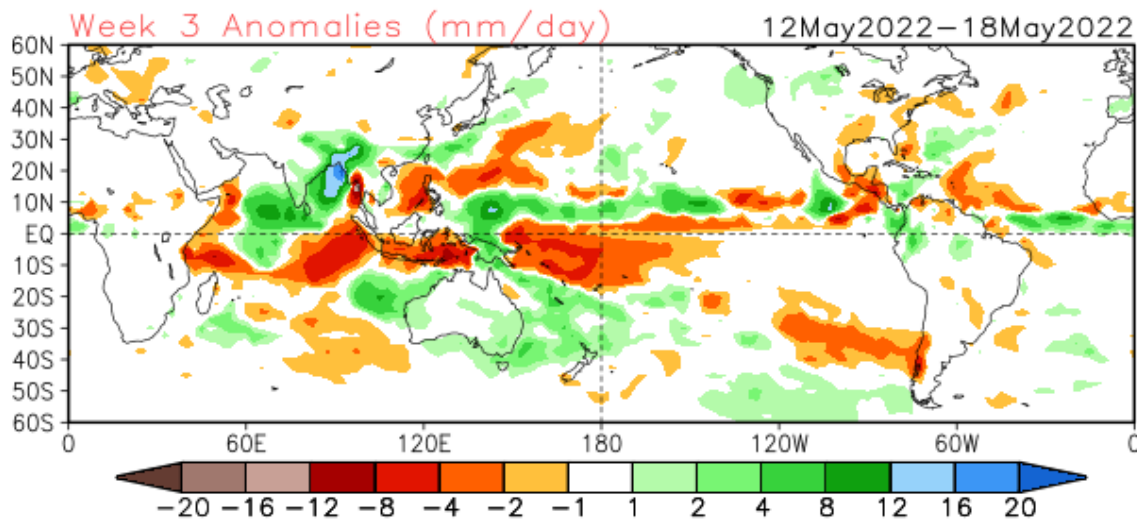 Week 3 Anomalies (mm/day) 12May2022−18May2022
60N
50N
40N
30N
20N
10N
EQ
10S
20S
30S
40S
50S
60S
0 60E 120E 180 120W 60W 0
−20 −16 −12 −8 −4 −2 −1 1 2 4 8 12 16 20